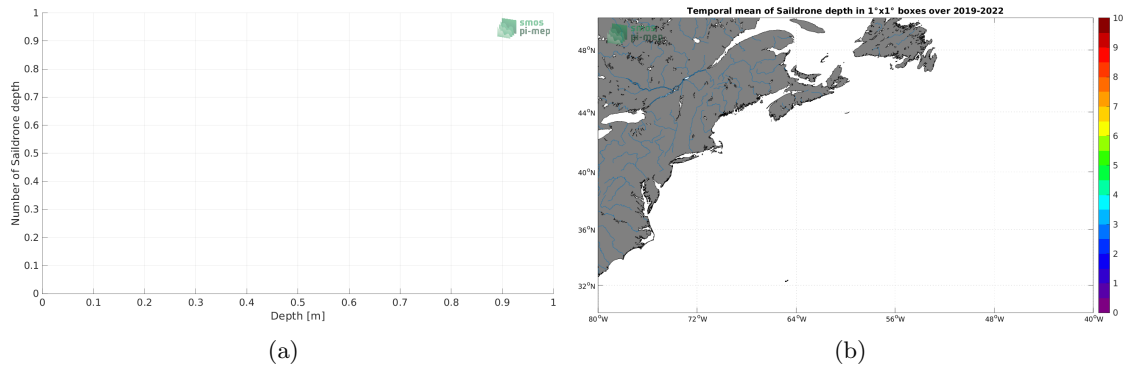 Temporal mean of Saildrone depth in 1°x1° boxes over 2019-2022
smos
pi-mep
smos
pi-mep
Number of Saildrone depth
1
0.9
0.8
0.7
0.6
0.5
0.4
0.3
0.2
0.1
0
0 0.1 0.2 0.3 0.4 0.5 0.6 0.7 0.8 0.9 1
Depth [m]
48°N
44°N
40°N
36°N
32°N
80°W 72°W 64°W 56°W 48°W 40°W
10
9
8
7
6
5
4
3
2
1
0
(a) (b)